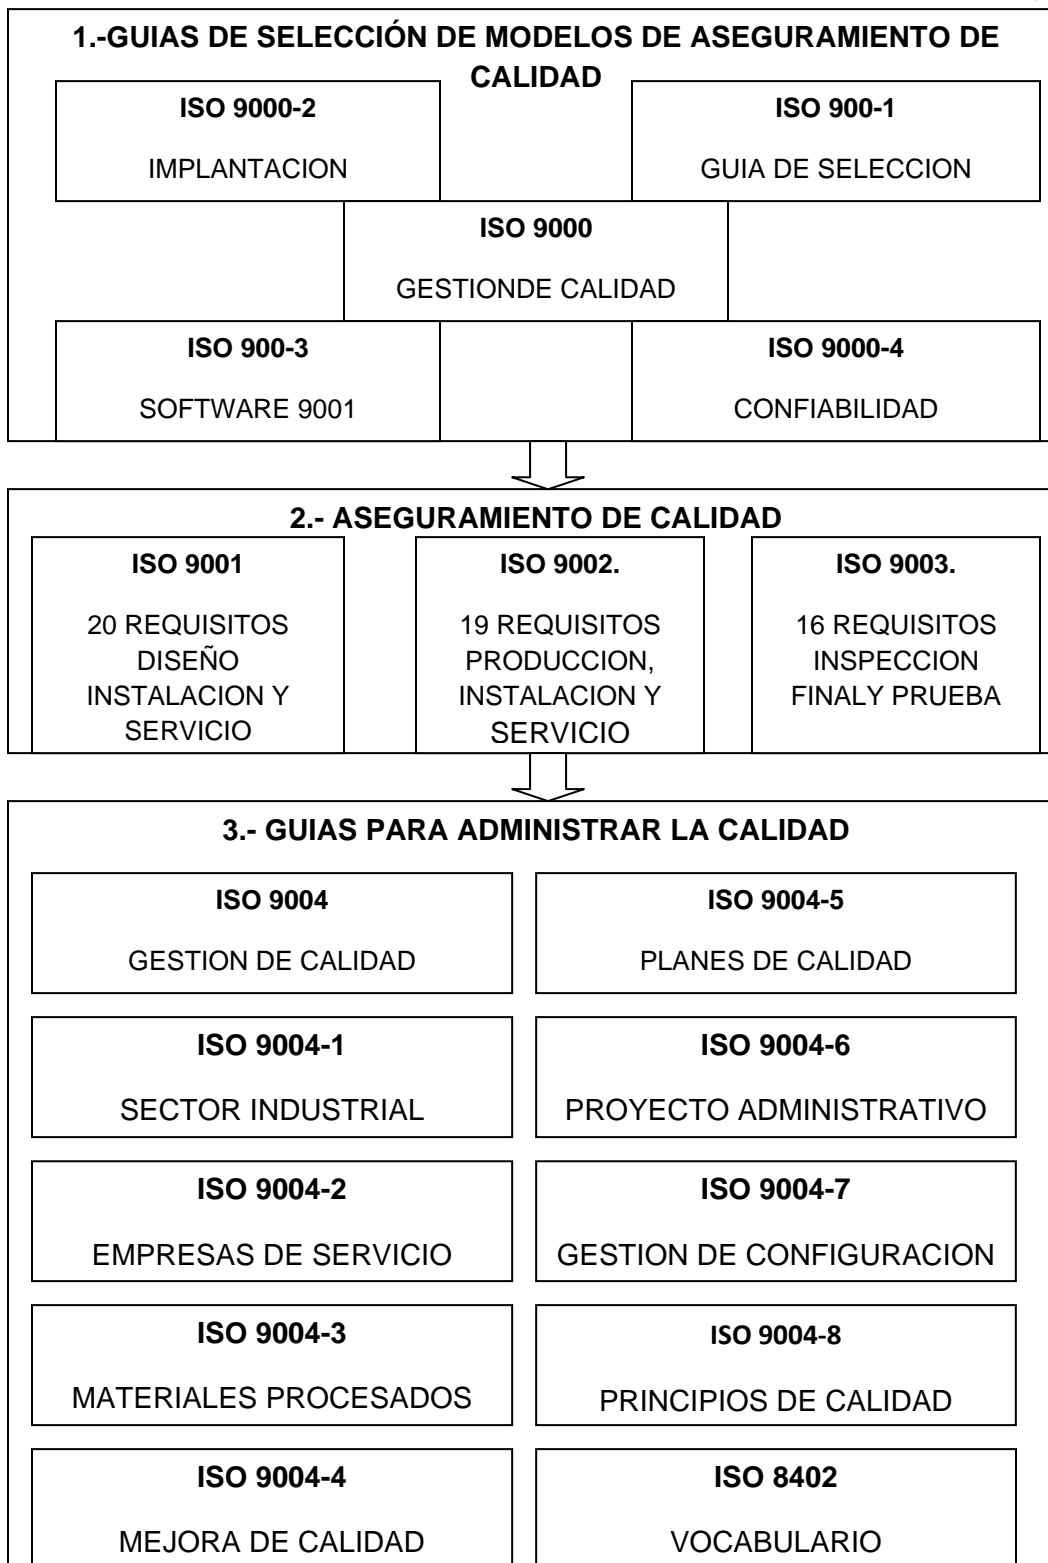 1.-GUIAS DE SELECCIÓN DE MODELOS DE ASEGURAMIENTO DE
CALIDAD
ISO 9000-2
IMPLANTACION
ISO 900-1
GUIA DE SELECCION
ISO 9000
GESTIONDE CALIDAD
ISO 900-3
SOFTWARE 9001
ISO 9000-4
CONFIABILIDAD
2.- ASEGURAMIENTO DE CALIDAD
ISO 9001
20 REQUISITOS
DISEÑO
INSTALACION Y
SERVICIO
ISO 9002.
19 REQUISITOS
PRODUCCION,
INSTALACION Y
SERVICIO
ISO 9003.
16 REQUISITOS
INSPECCION
FINALY PRUEBA
3.- GUIAS PARA ADMINISTRAR LA CALIDAD
ISO 9004
GESTION DE CALIDAD
ISO 9004-5
PLANES DE CALIDAD
ISO 9004-1
SECTOR INDUSTRIAL
ISO 9004-6
PROYECTO ADMINISTRATIVO
ISO 9004-2
EMPRESAS DE SERVICIO
ISO 9004-7
GESTION DE CONFIGURACION
ISO 9004-3
MATERIALES PROCESADOS
ISO 9004-8
PRINCIPIOS DE CALIDAD
ISO 9004-4
MEJORA DE CALIDAD
ISO 8402
VOCABULARIO